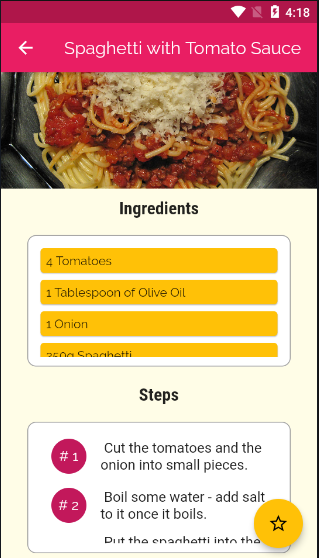 4:18
Spaghetti with Tomato Sauce
Ingredients
4 Tomatoes
1 Tablespoon of Olive Oil
1 Onion
250g Spaghetti
Steps
# 1
Cut the tomatoes and the
onion into small pieces.
# 2
Boil some water - add salt
to it once it boils.
Put the spaghetti into the